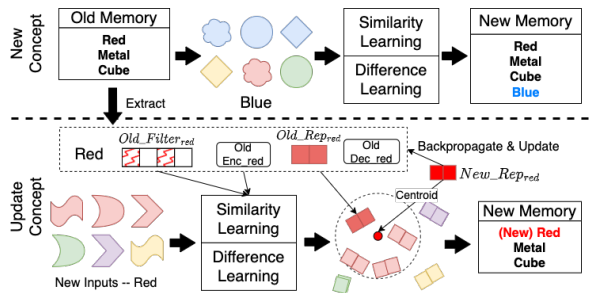 New
Concept
Old Memory
Red
Metal
Cube
Blue
Similarity
Learning
Difference
Learning
New Memory
Red
Metal
Cube
Blue
Extract
Update
Concept
Red
Old_Filter_red
Old
Enc_red
Old_Rep_red
Old
Dec_red
Backpropagate & Update
New_Rep_red
Centroid
New Inputs -- Red
Similarity
Learning
Difference
Learning
New Memory
(New) Red
Metal
Cube